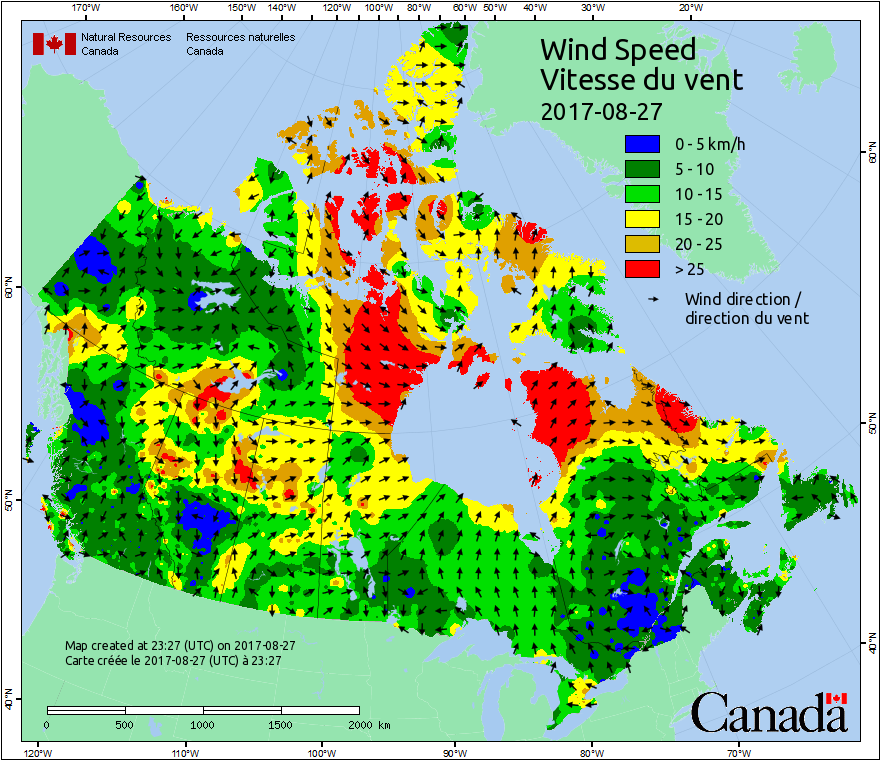 170°W 160°W 150°W 140°W 130°W 120°W 110°W 100°W 90°W 80°W 70°W 60°W 50°W 40°W 30°W 20°W
Natural Resources Ressources naturelles
Canada Canada
Wind Speed
Vitesse du vent
2017-08-27
0 - 5 km/h
5 - 10
10 - 15
15 - 20
20 - 25
> 25
Wind direction /
direction du vent
60°N
60°N
50°N
50°N
40°N
40°N
Map created at 23:27 (UTC) on 2017-08-27
Carte créée le 2017-08-27 (UTC) à 23:27
0 500 1000 1500 2000 km
Canada
120°W 110°W 100°W 90°W 80°W 70°W